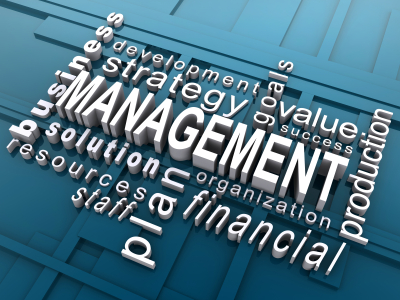 business
development
strategy
goals
value
success
MANAGEMENT
production
solution
resources
staff
plan
organization
financial